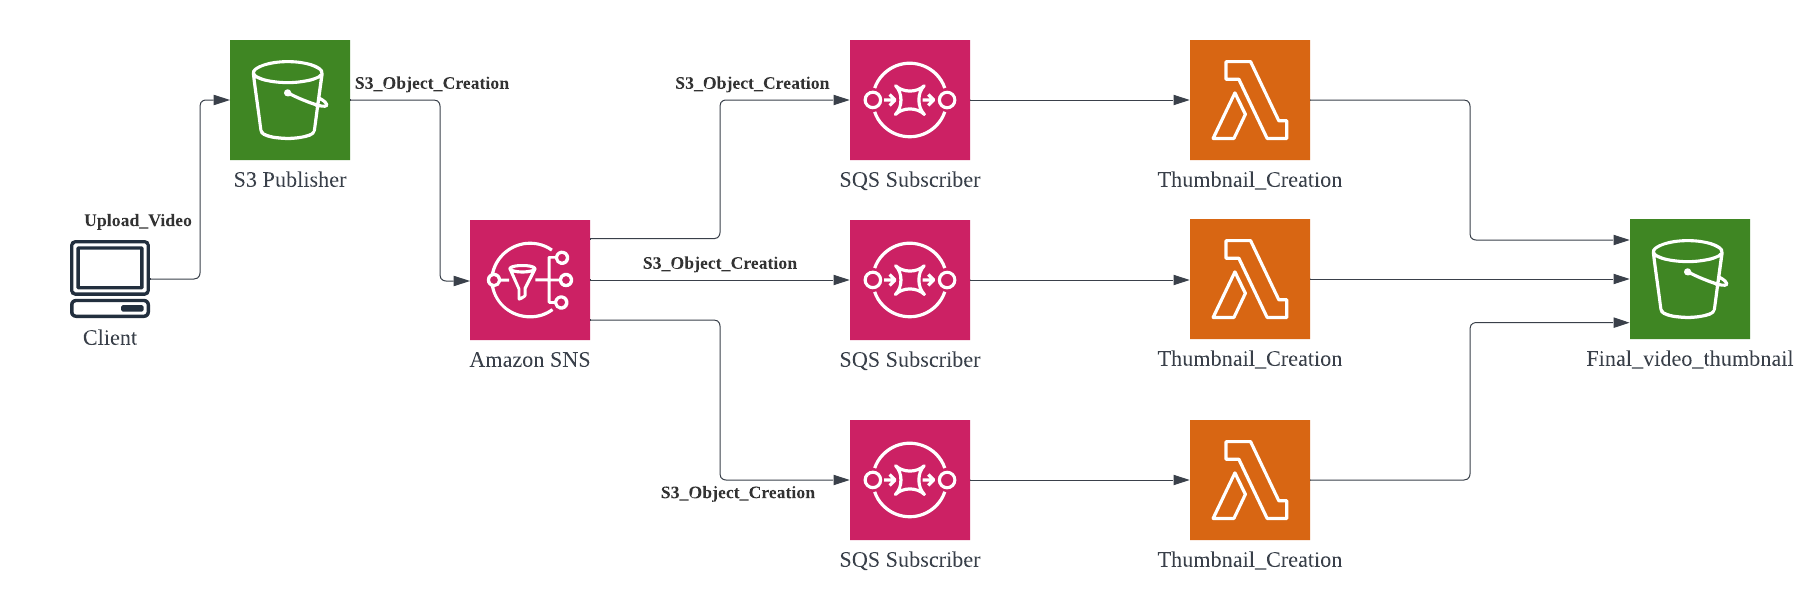 S3_Object_Creation
S3_Object_Creation
S3 Publisher
SQS Subscriber
Thumbnail_Creation
Upload_Video
S3_Object_Creation
Client
Amazon SNS
SQS Subscriber
Thumbnail_Creation
Final_video_thumbnail
S3_Object_Creation
SQS Subscriber
Thumbnail_Creation